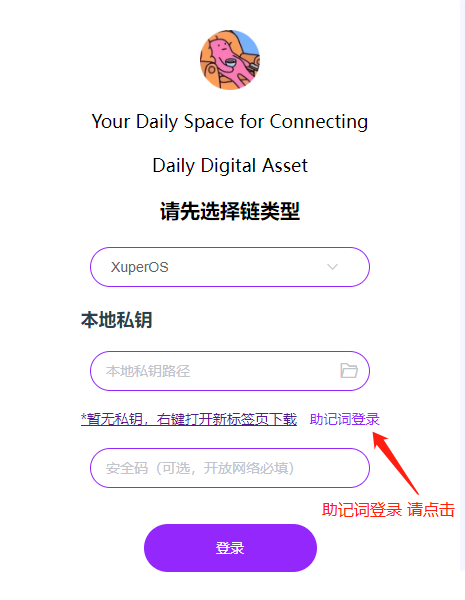 Your Daily Space for Connecting
Daily Digital Asset
请先选择链类型
XuperOS
本地私钥
本地私钥路径
*暂无私钥，右键打开新标签页下载 助记词登录
安全码（可选，开放网络必填）
助记词登录 请点击
登录